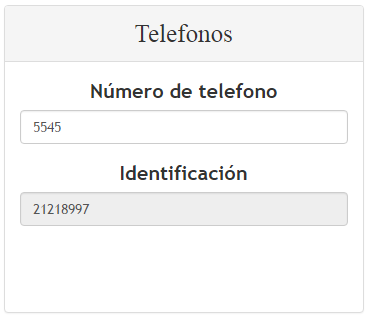 Telefonos
Número de telefono
5545
Identificación
21218997